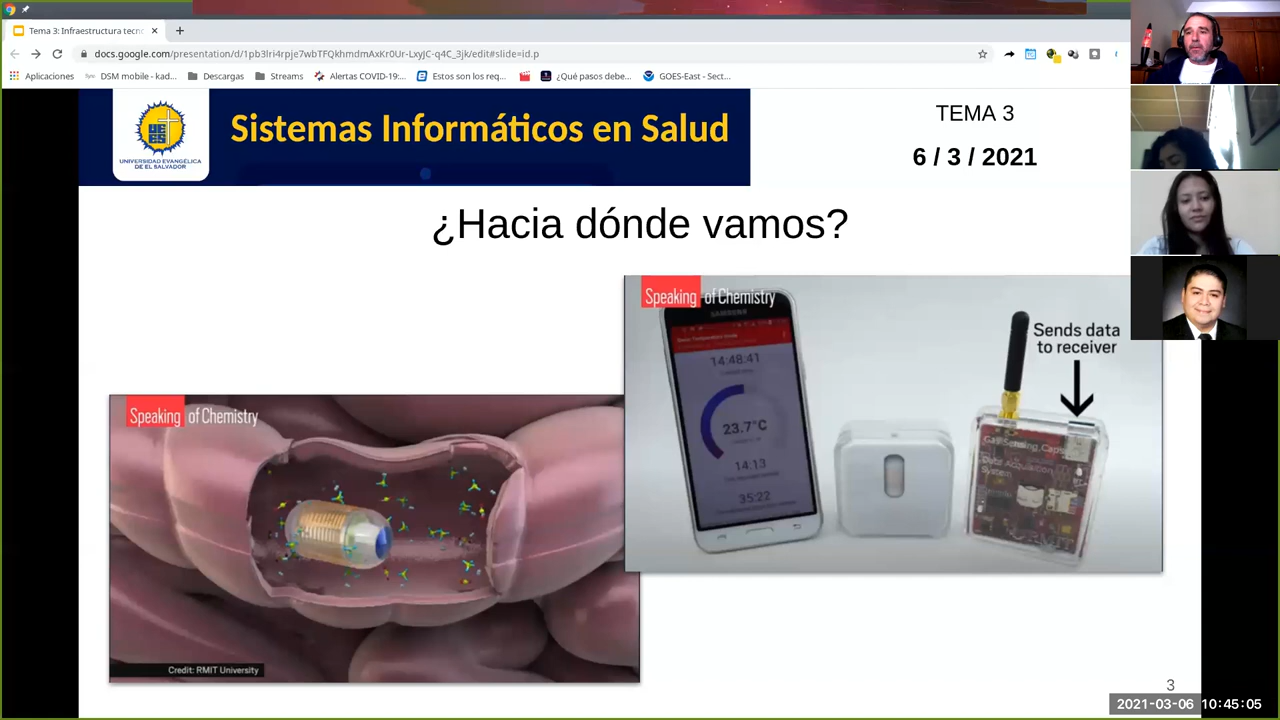 Tema 3: Infraestructura tecno
docs.google.com/presentation/d/1pb3lri4rpje7wbTFQkhmdmAxKr0Ur-LxyJC-q4C_3jk/edit#slide=id.p
Aplicaciones
DSM mobile - kad...
Descargas
Streams
Alertas COVID-19:...
Estos son los req...
¿Qué pasos debe...
GOES-East - Sect...
UNIVERSIDAD EVANGÉLICA
DE EL SALVADOR
Sistemas Informáticos en Salud
TEMA 3
6 / 3 / 2021
¿Hacia dónde vamos?
Speaking of Chemistry
SAMSUNG
14:48:41
23.7°C
14:13
35:22
Sends data
to receiver
Speaking of Chemistry
Credit: RMIT University
3
2021-03-06 10:45:05